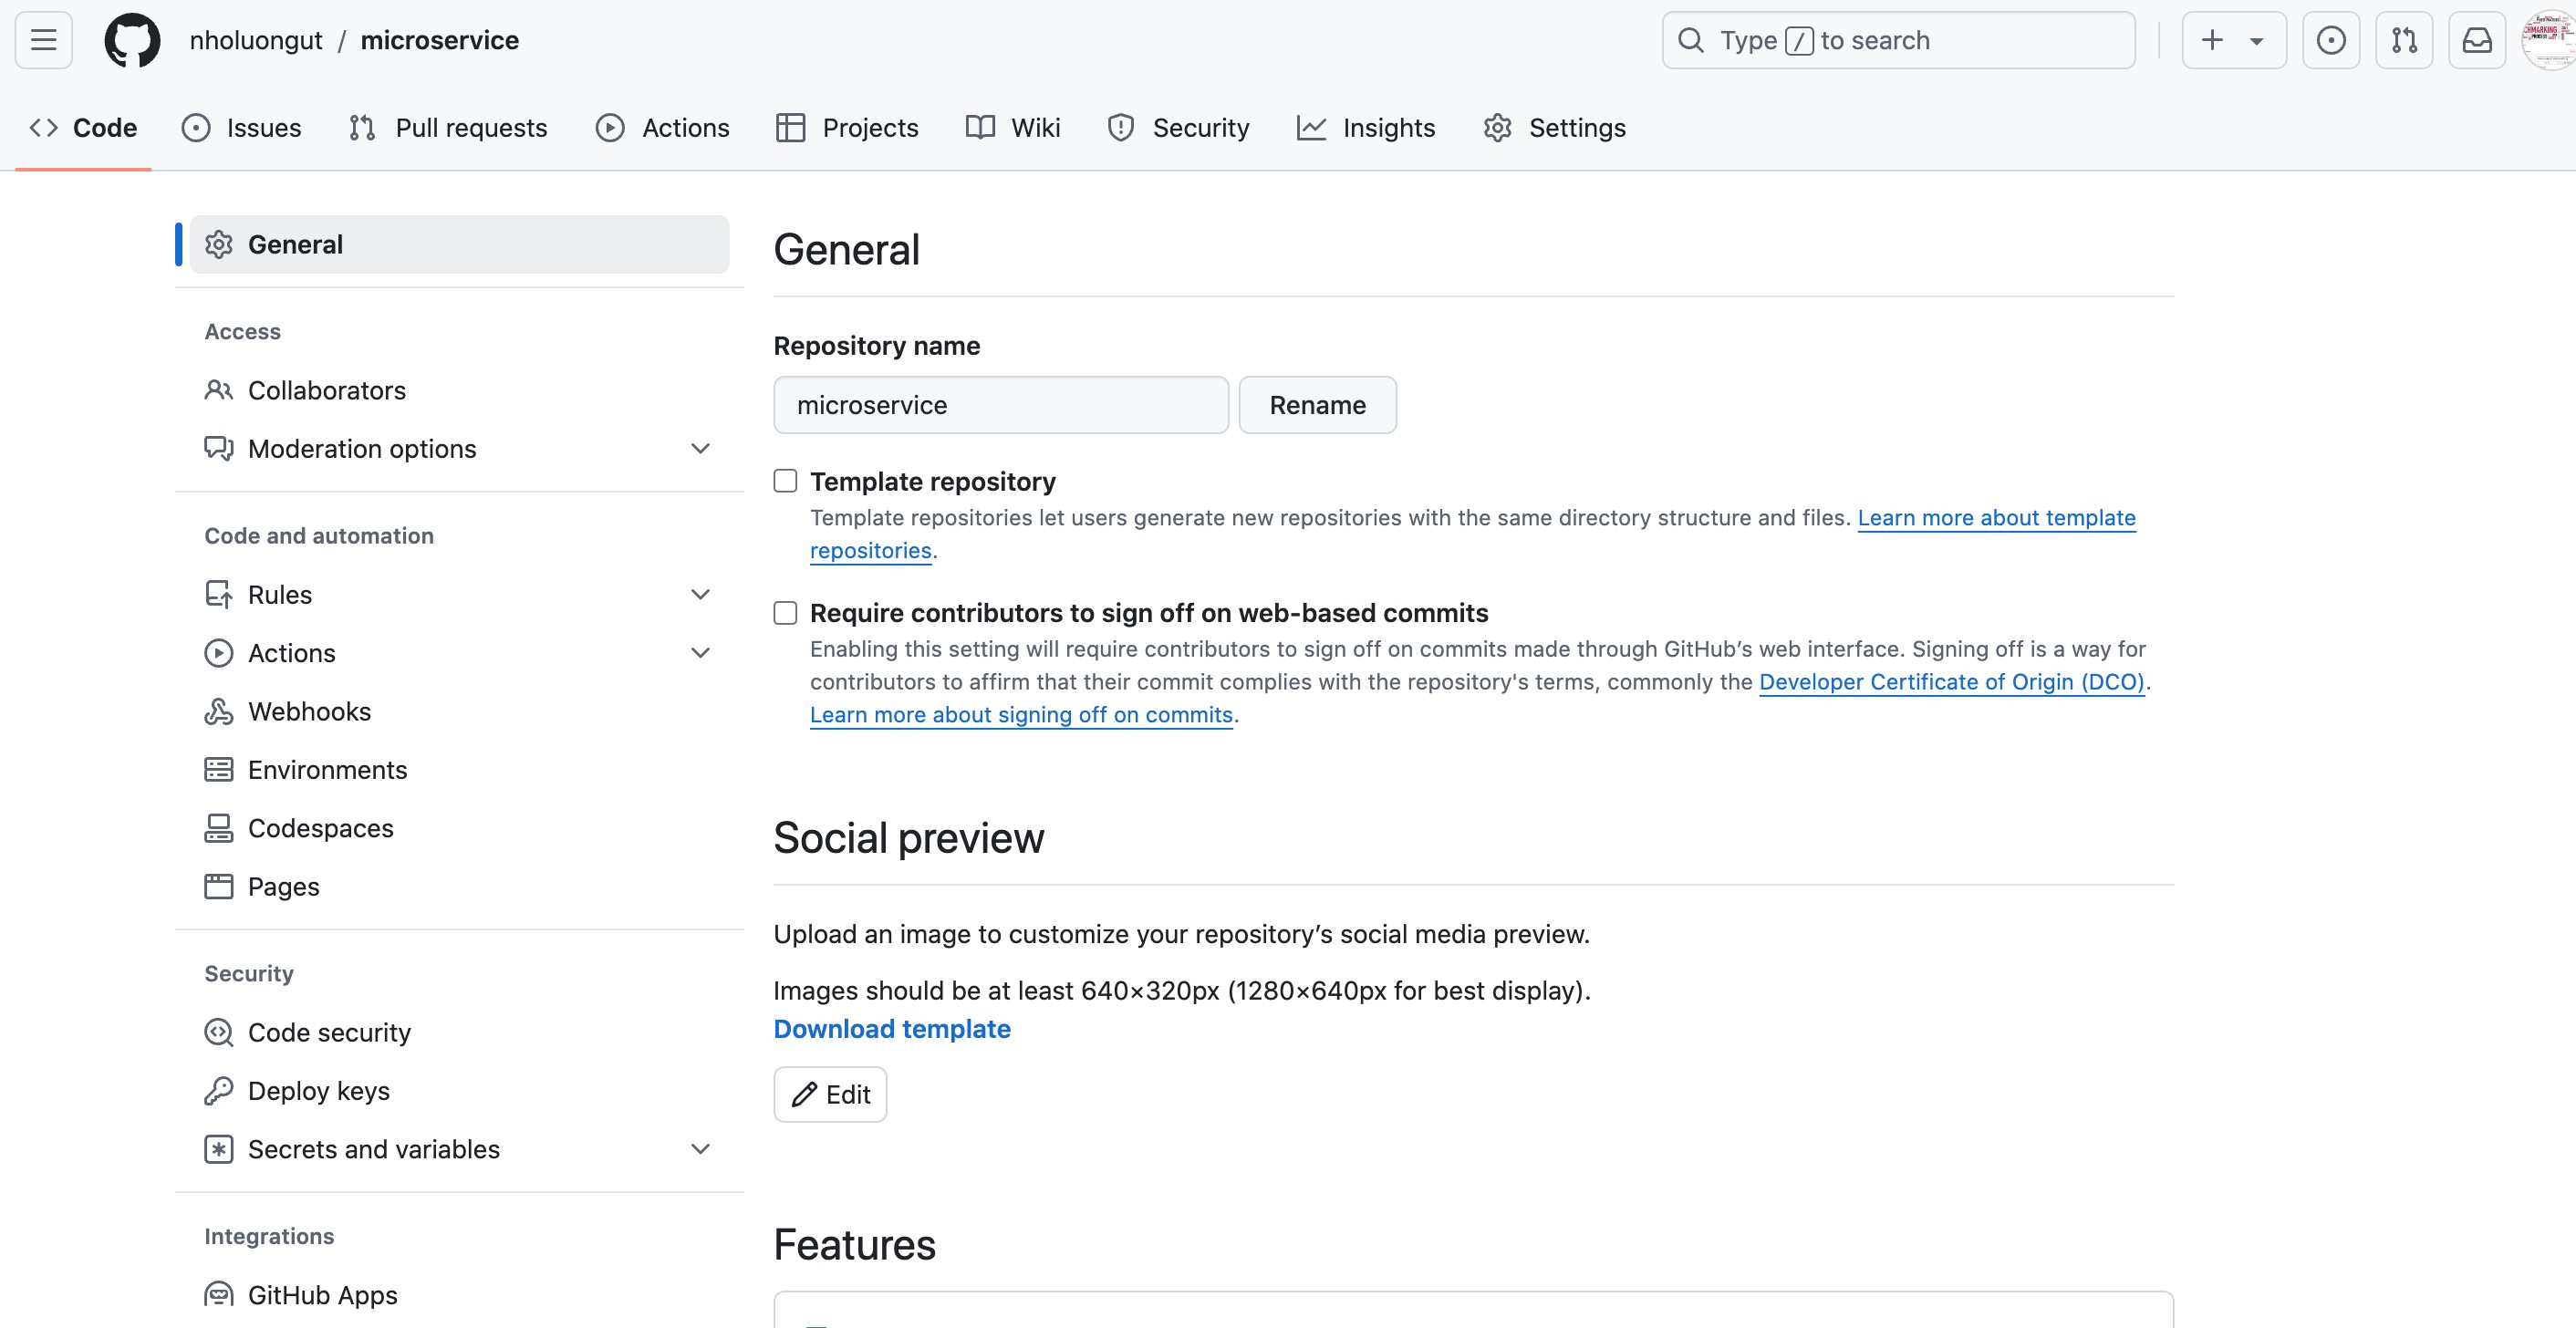 nholuongut / microservice
Type / to search
Code Issues Pull requests Actions Projects Wiki Security Insights Settings
General
Access
Collaborators
Moderation options
Code and automation
Rules
Actions
Webhooks
Environments
Codespaces
Pages
Security
Code security
Deploy keys
Secrets and variables
Integrations
GitHub Apps
General
Repository name
microservice Rename
Template repository
Template repositories let users generate new repositories with the same directory structure and files. Learn more about template
repositories.
Require contributors to sign off on web-based commits
Enabling this setting will require contributors to sign off on commits made through GitHub’s web interface. Signing off is a way for
contributors to affirm that their commit complies with the repository's terms, commonly the Developer Certificate of Origin (DCO).
Learn more about signing off on commits.
Social preview
Upload an image to customize your repository’s social media preview.
Images should be at least 640×320px (1280×640px for best display).
Download template
Edit
Features